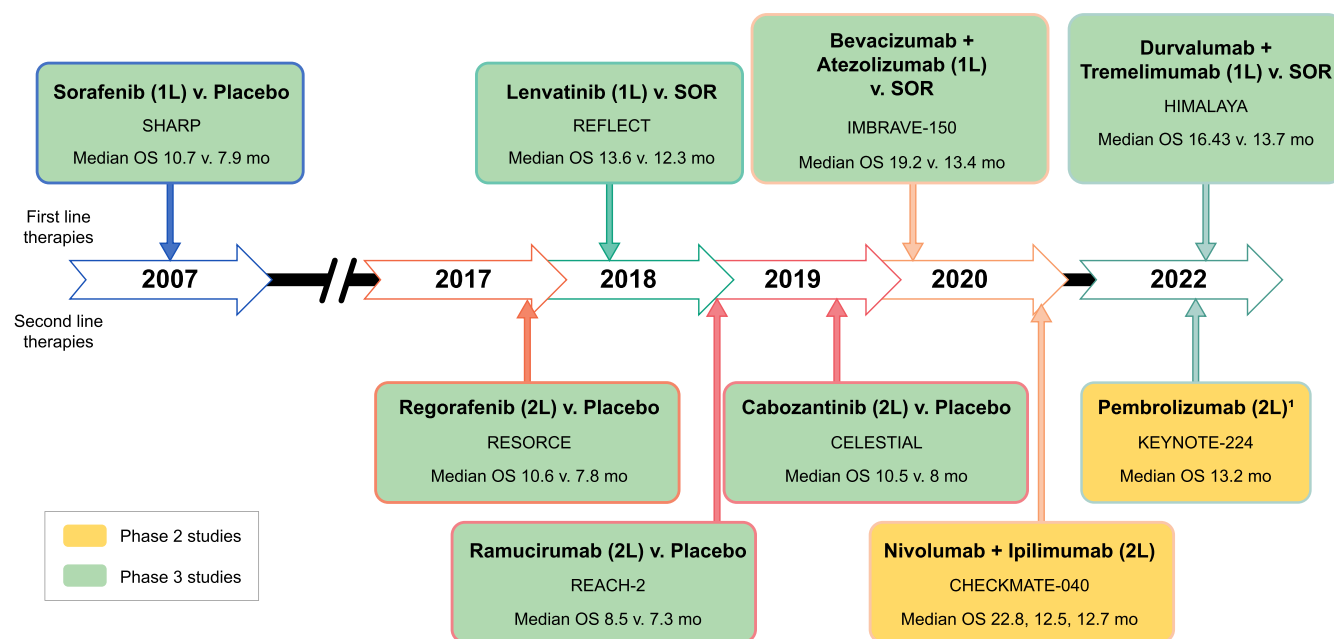 Sorafenib (1L) v. Placebo
SHARP
Median OS 10.7 v. 7.9 mo
Lenvatinib (1L) v. SOR
REFLECT
Median OS 13.6 v. 12.3 mo
Bevacizumab +
Atezolizumab (1L)
v. SOR
IMBRAVE-150
Median OS 19.2 v. 13.4 mo
Durvalumab +
Tremelimumab (1L) v. SOR
HIMALAYA
Median OS 16.43 v. 13.7 mo
First line
therapies
2007
2017
2018
2019
2020
2022
Second line
therapies
Regorafenib (2L) v. Placebo
RESORCE
Median OS 10.6 v. 7.8 mo
Cabozantinib (2L) v. Placebo
CELESTIAL
Median OS 10.5 v. 8 mo
Pembrolizumab (2L)¹
KEYNOTE-224
Median OS 13.2 mo
Ramucirumab (2L) v. Placebo
REACH-2
Median OS 8.5 v. 7.3 mo
Nivolumab + Ipilimumab (2L)
CHECKMATE-040
Median OS 22.8, 12.5, 12.7 mo
Phase 2 studies
Phase 3 studies